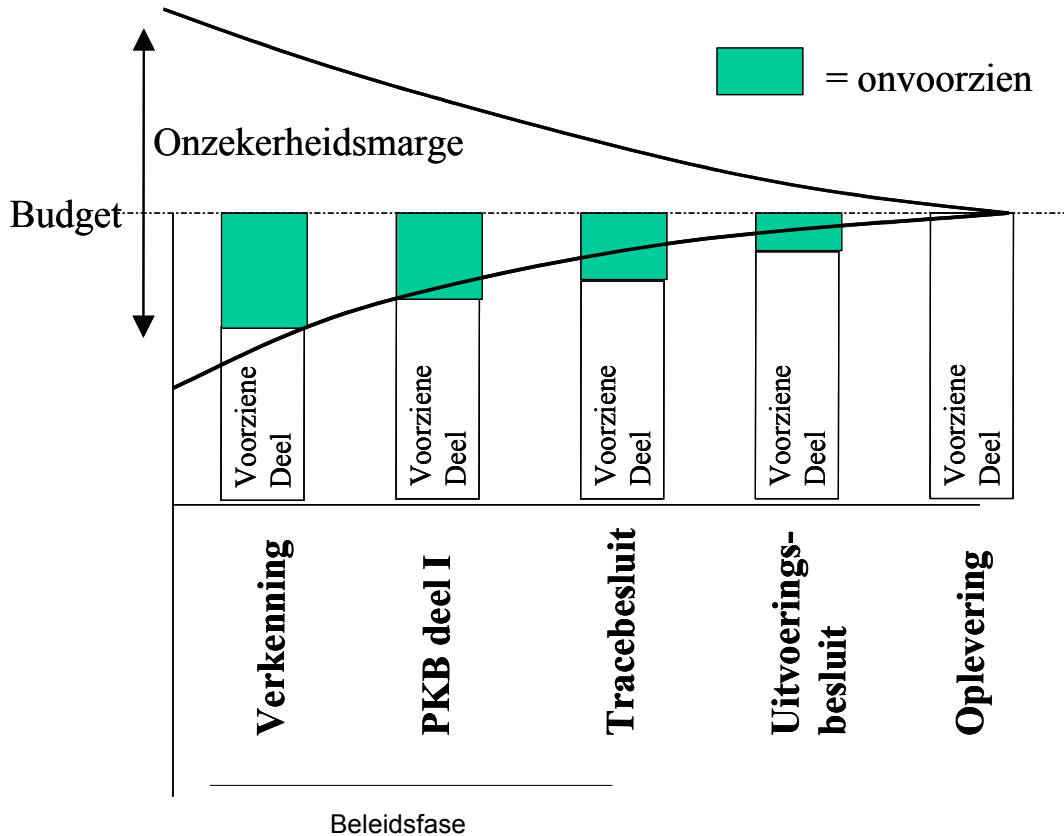 = onvoorzien
Onzekerheidsmarge
Budget
Voorziene
Deel
Voorziene
Deel
Voorziene
Deel
Voorziene
Deel
Voorziene
Deel
Verkenning
PKB deel I
Tracebesluit
Uitvoerings-
besluit
Oplevering
Beleidsfase